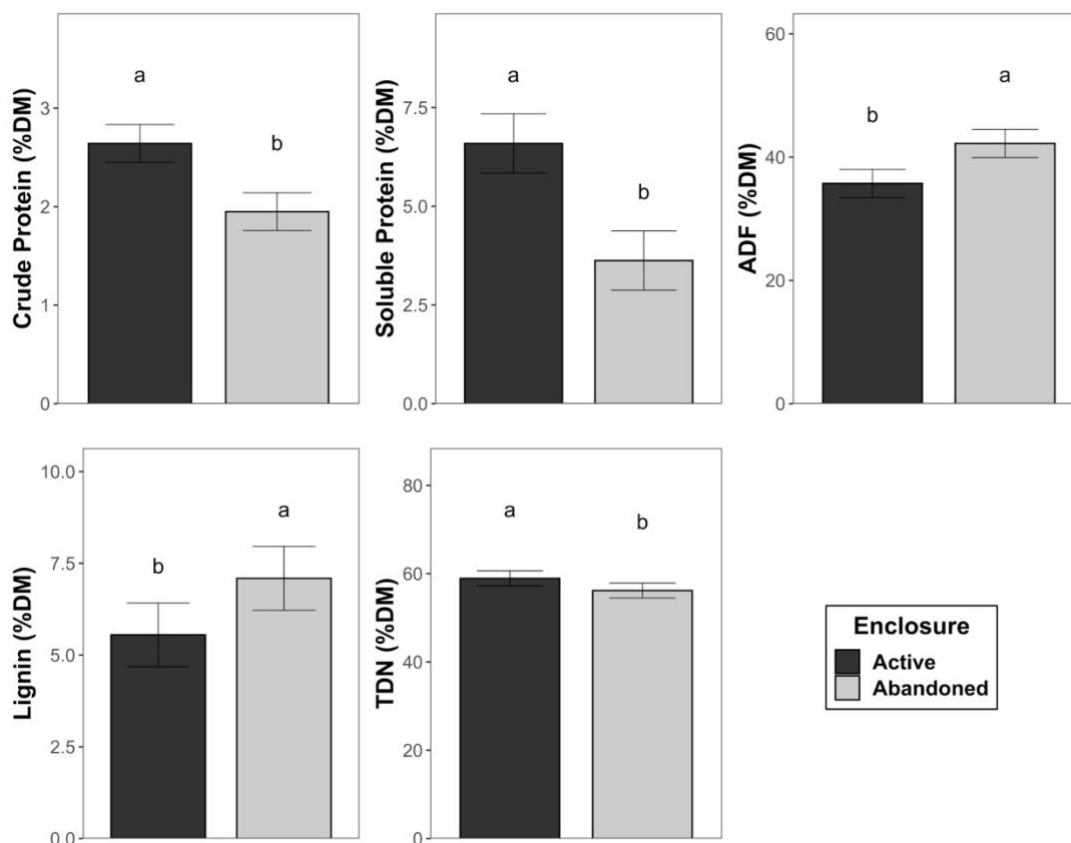 Crude Protein (%DM)
3
2
1
0
a
b
Soluble Protein (%DM)
7.5
5.0
2.5
0.0
a
b
ADF (%DM)
60
40
20
0
b
a
Lignin (%DM)
10.0
7.5
5.0
2.5
0.0
b
a
TDN (%DM)
80
60
40
20
0
a
b
Enclosure
Active
Abandoned